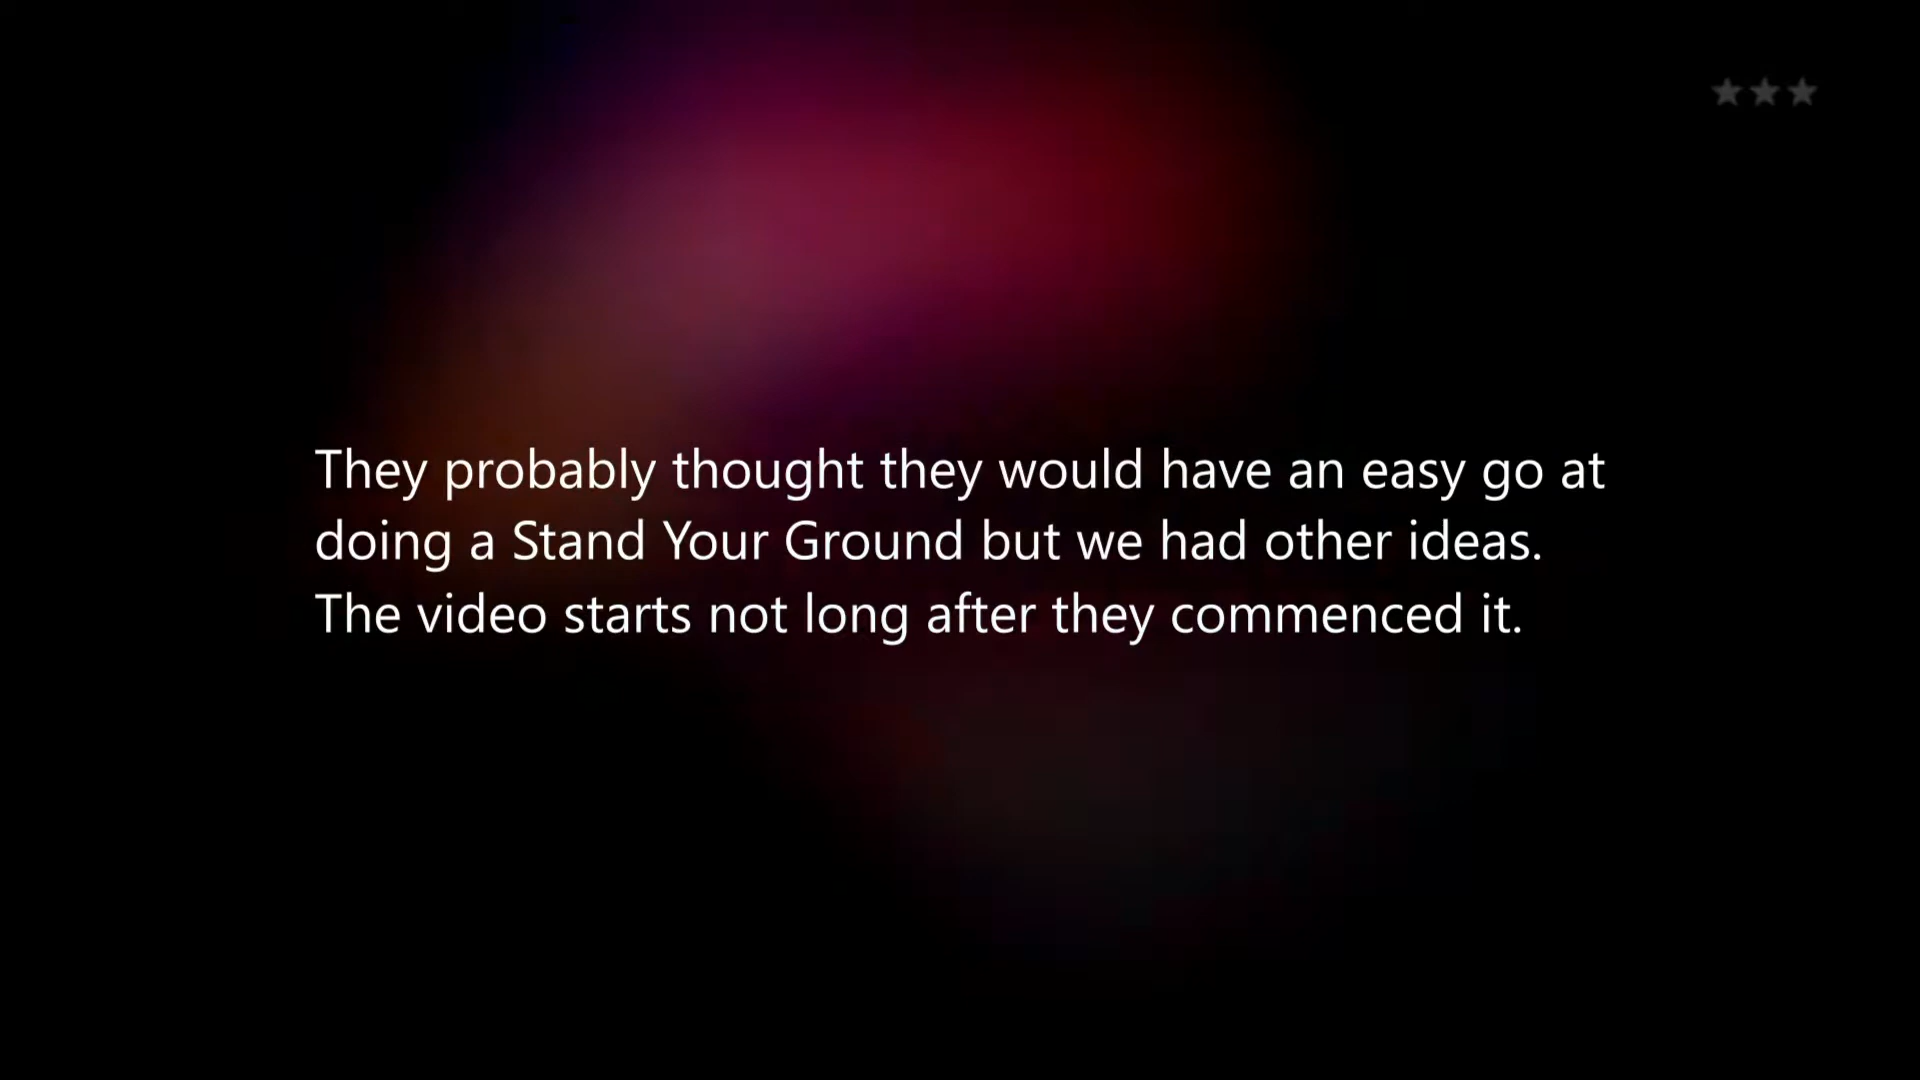 They probably thought they would have an easy go at
doing a Stand Your Ground but we had other ideas.
The video starts not long after they commenced it.